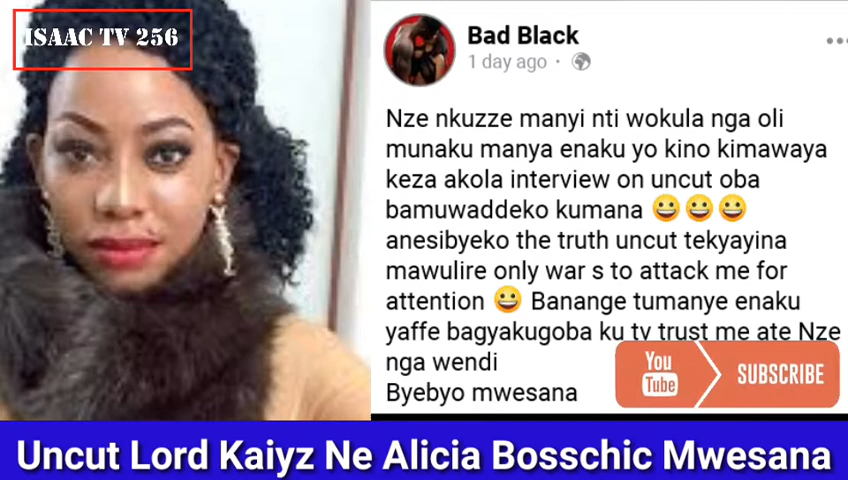 ISAAC TV 256
Bad Black
1 day ago
Nze nkuzze manyi nti wokula nga oli
munaku manya enaku yo kino kimawaya
keza akola interview on uncut oba
bamuwaddeko kumana 😀😀😀
anesibyeko the truth uncut tekyayina
mawulire only war s to attack me for
attention 😀 Banange tumanye enaku
yaffe bagyakugoba ku tv trust me ate Nze
nga wendi
Byebyo mwesana
You
Tube
SUBSCRIBE
Uncut Lord Kaiyz Ne Alicia Bosschic Mwesana